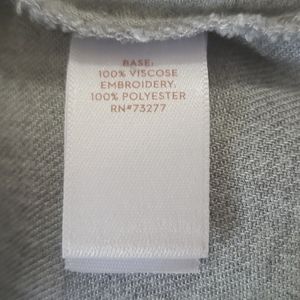 BASE:
100% VISCOSE
EMBROIDERY:
100% POLYESTER
RN#73277